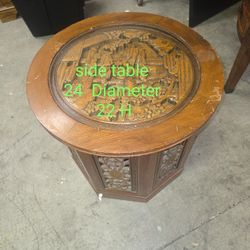 side table
24 Diameter
22 H